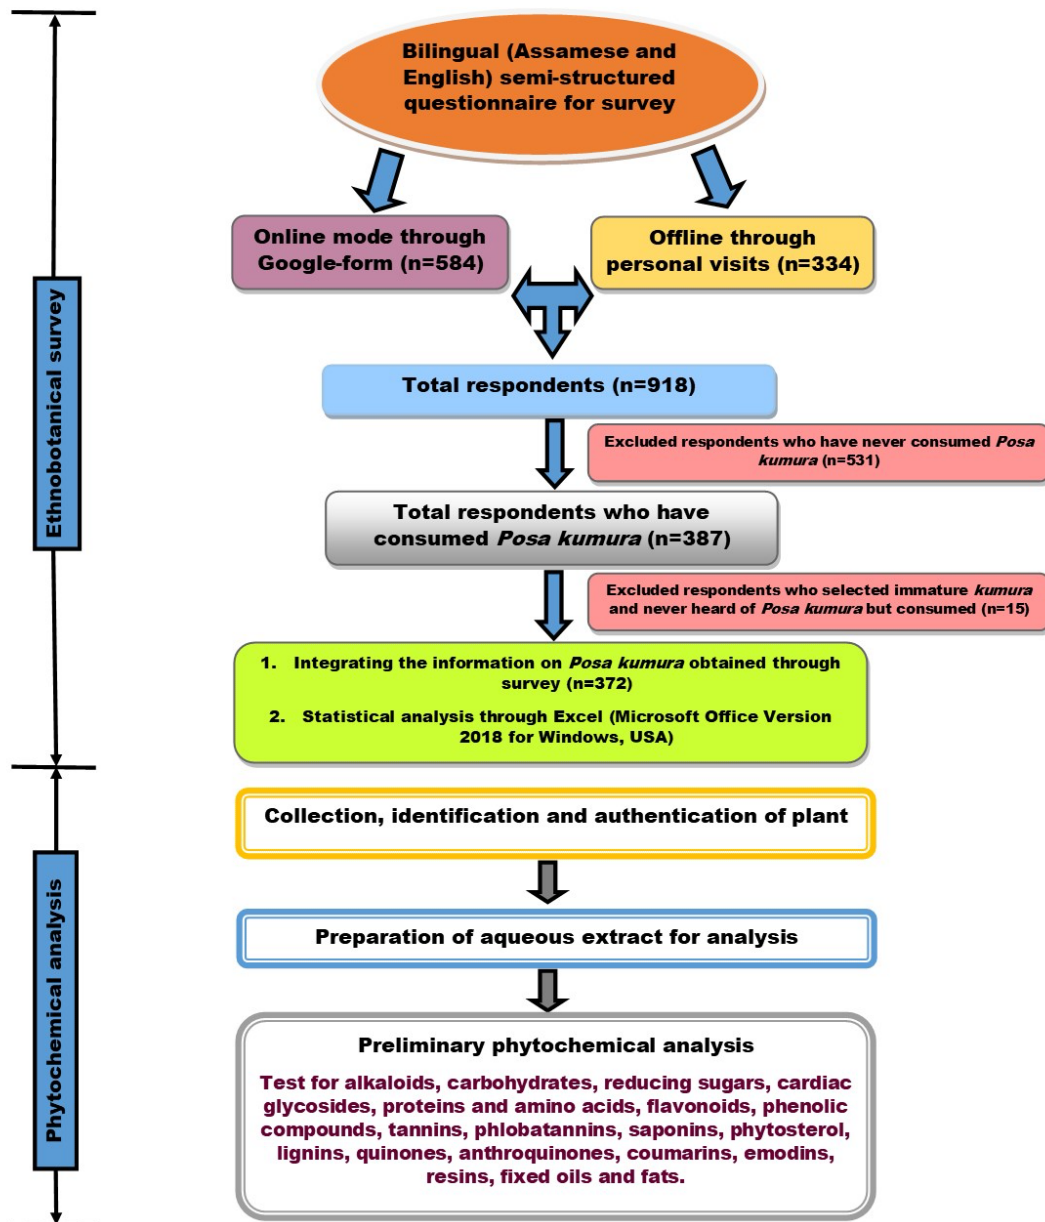 Bilingual (Assamese and
English) semi-structured
questionnaire for survey
Online mode through
Google-form (n=584)
Offline through
personal visits (n=334)
Total respondents (n=918)
Excluded respondents who have never consumed Posa
kumura (n=531)
Total respondents who have
consumed Posa kumura (n=387)
Excluded respondents who selected immature kumura
and never heard of Posa kumura but consumed (n=15)
1. Integrating the information on Posa kumura obtained through
survey (n=372)
2. Statistical analysis through Excel (Microsoft Office Version
2018 for Windows, USA)
Ethnobotanical survey
Collection, identification and authentication of plant
Preparation of aqueous extract for analysis
Preliminary phytochemical analysis
Test for alkaloids, carbohydrates, reducing sugars, cardiac
glycosides, proteins and amino acids, flavonoids, phenolic
compounds, tannins, phlobatannins, saponins, phytosterol,
lignins, quinones, anthroquinones, coumarins, emodins,
resins, fixed oils and fats.
Phytochemical analysis